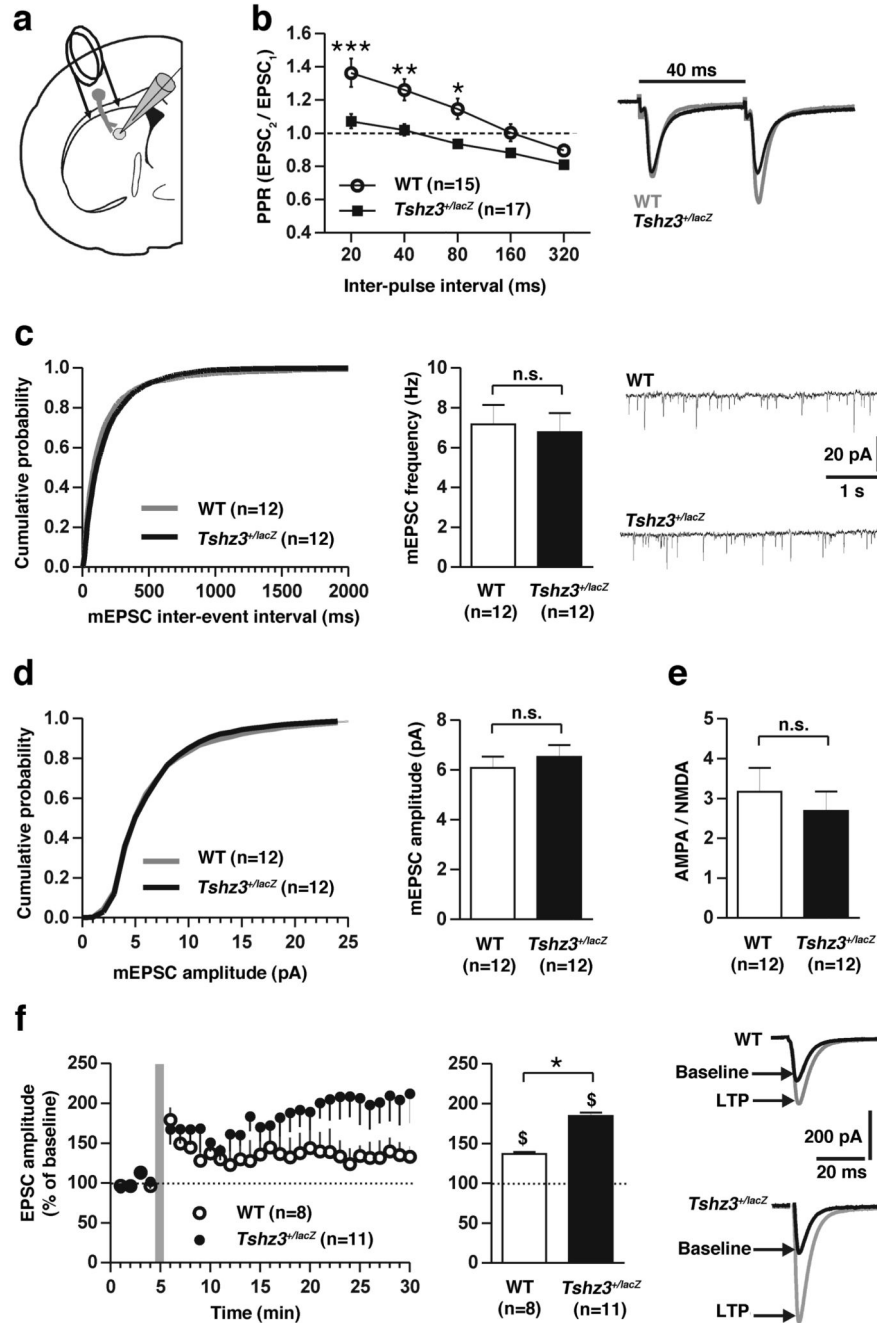 a
b
***
**
*
1.6
1.4
1.2
1.0
0.8
0.6
0.4
PPR (EPSC2 / EPSC1)
WT (n=15)
Tshz3+/lacZ (n=17)
20 40 80 160 320
Inter-pulse interval (ms)
40 ms
WT
Tshz3+/lacZ
c
1.0
0.8
0.6
0.4
0.2
0.0
Cumulative probability
WT (n=12)
Tshz3+/lacZ (n=12)
0 500 1000 1500 2000
mEPSC inter-event interval (ms)
10
8
6
4
2
0
mEPSC frequency (Hz)
n.s.
WT Tshz3+/lacZ
(n=12) (n=12)
WT
20 pA
1 s
Tshz3+/lacZ
d
1.0
0.8
0.6
0.4
0.2
0.0
Cumulative probability
WT (n=12)
Tshz3+/lacZ (n=12)
0 5 10 15 20 25
mEPSC amplitude (pA)
8
6
4
2
0
mEPSC amplitude (pA)
n.s.
WT Tshz3+/lacZ
(n=12) (n=12)
e
5
4
3
2
1
0
AMPA / NMDA
n.s.
WT Tshz3+/lacZ
(n=12) (n=12)
f
250
200
150
100
50
0
EPSC amplitude
(% of baseline)
WT (n=8)
Tshz3+/lacZ (n=11)
0 5 10 15 20 25 30
Time (min)
250
200
150
100
50
0
*
$
$
WT Tshz3+/lacZ
(n=8) (n=11)
WT
Baseline
LTP
200 pA
20 ms
Tshz3+/lacZ
Baseline
LTP